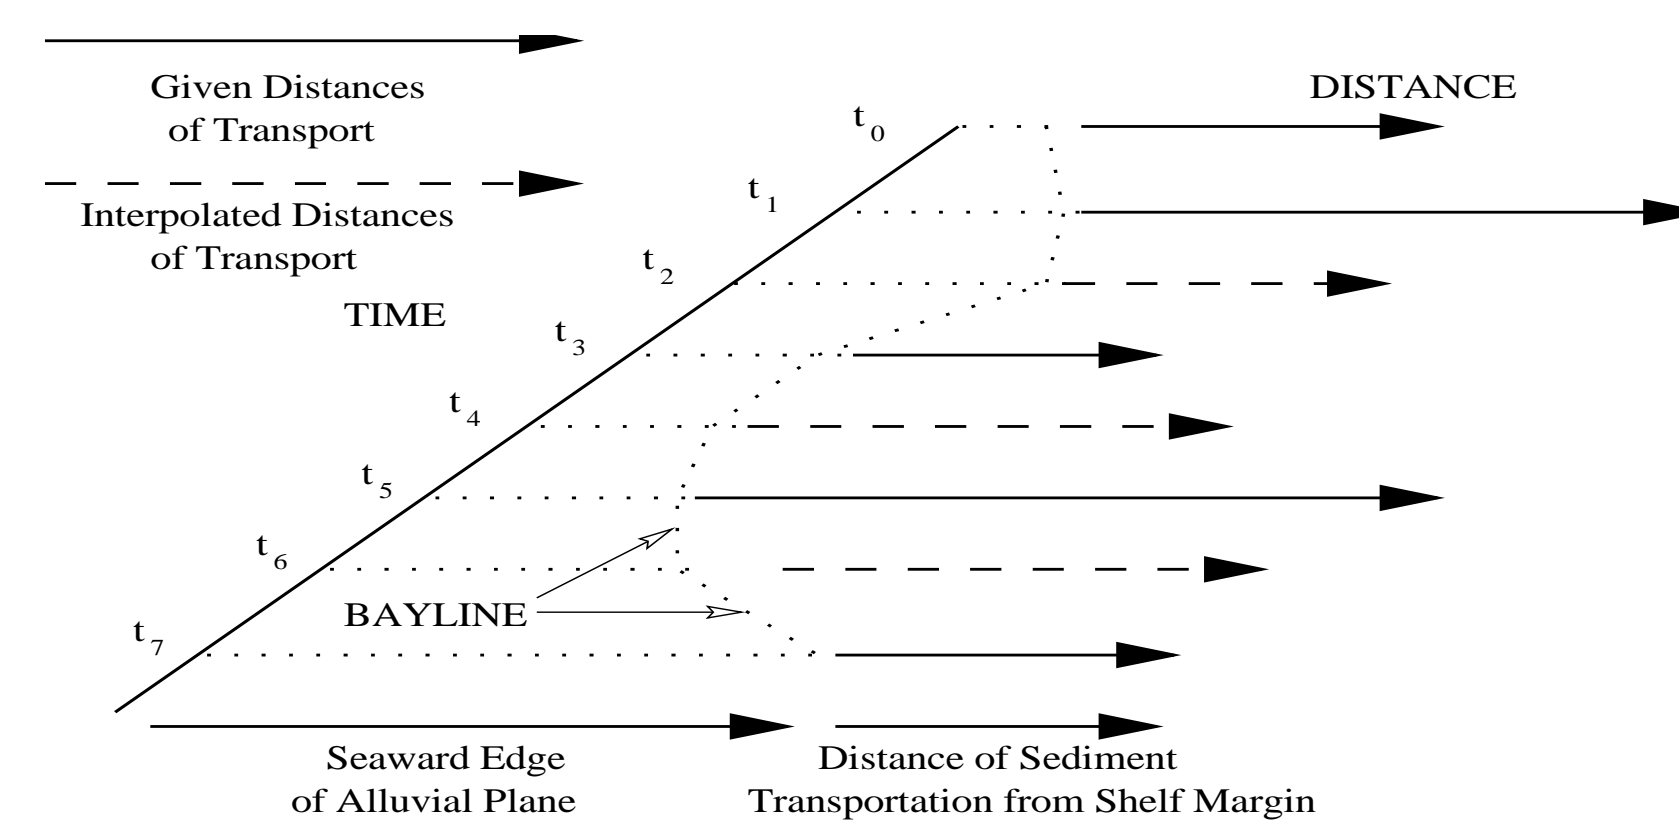 Given Distances
of Transport
DISTANCE
t0
Interpolated Distances
of Transport
t1
t2
TIME
t3
t4
t5
t6
BAYLINE
t7
Seaward Edge
of Alluvial Plane
Distance of Sediment
Transportation from Shelf Margin